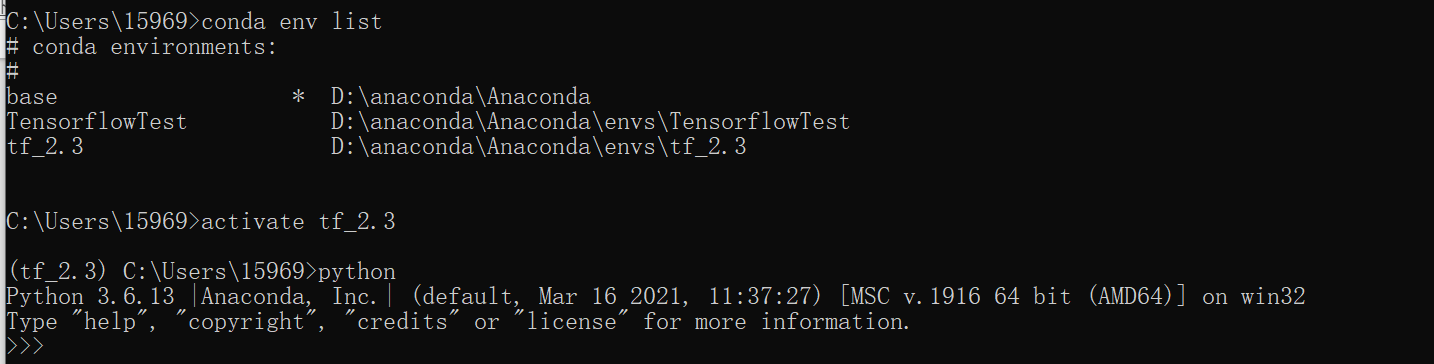 C:\Users\15969>conda env list
# conda environments:
#
base                  *  D:\anaconda\Anaconda
TensorflowTest           D:\anaconda\Anaconda\envs\TensorflowTest
tf_2.3                   D:\anaconda\Anaconda\envs\tf_2.3
C:\Users\15969>activate tf_2.3
(tf_2.3) C:\Users\15969>python
Python 3.6.13 |Anaconda, Inc.| (default, Mar 16 2021, 11:37:27) [MSC v.1916 64 bit (AMD64)] on win32
Type "help", "copyright", "credits" or "license" for more information.
>>>